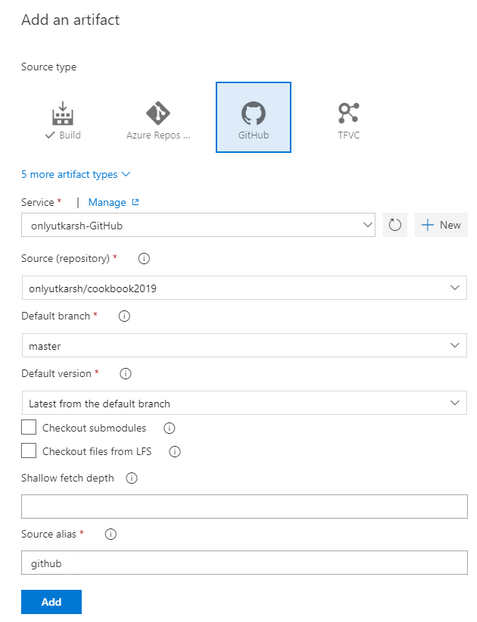 Add an artifact
Source type
Build
Azure Repos ...
GitHub
TFVC
5 more artifact types
Service * | Manage
onlyutkarsh-GitHub
New
Source (repository) *
onlyutkarsh/cookbook2019
Default branch *
master
Default version *
Latest from the default branch
Checkout submodules
Checkout files from LFS
Shallow fetch depth
Source alias *
github
Add